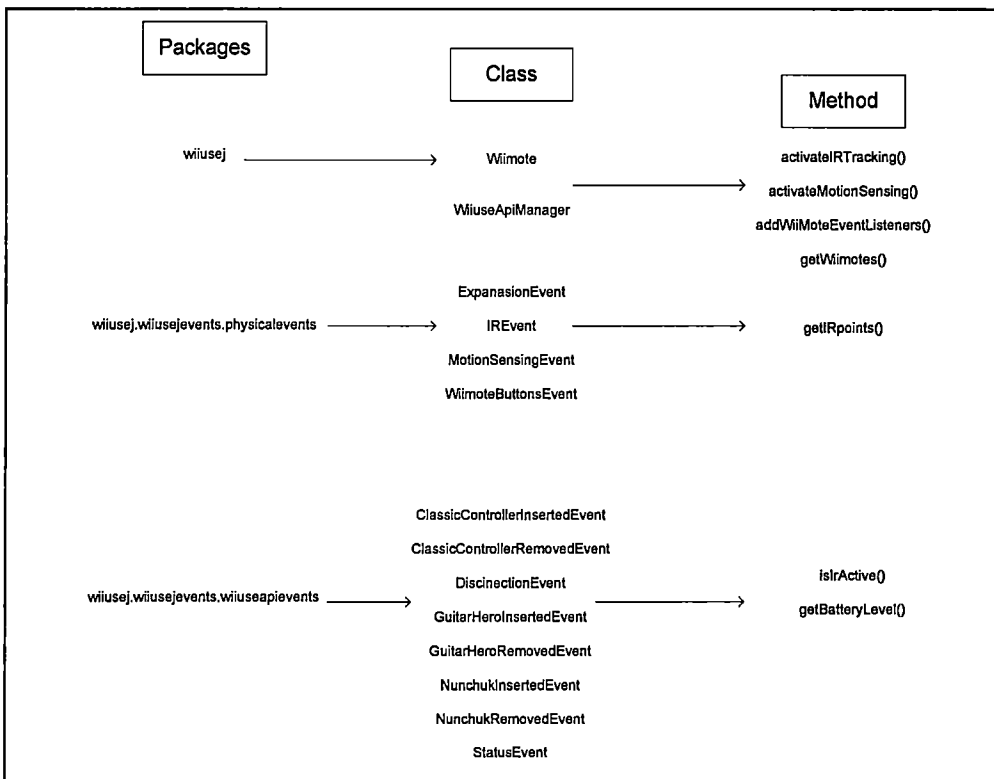 Packages
Class
Method
wiiusej
Wiimote
WiiuseApiManager
activateIRTracking()
activateMotionSensing()
addWiiMoteEventListeners()
getWiimotes()
wiiusej.wiiusejevents.physicalevents
ExpanasionEvent
IREvent
MotionSensingEvent
WiimoteButtonsEvent
getIRpoints()
wiiusej.wiiusejevents.wiiuseapievents
ClassicControllerInsertedEvent
ClassicControllerRemovedEvent
DiscinectionEvent
GuitarHeroInsertedEvent
GuitarHeroRemovedEvent
NunchukInsertedEvent
NunchukRemovedEvent
StatusEvent
isIrActive()
getBatteryLevel()